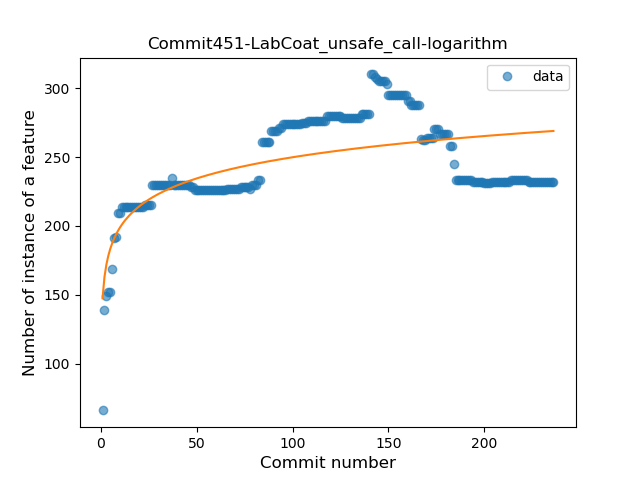 Commit451-LabCoat_unsafe_call-logarithm
data
300
250
200
150
100
Number of instance of a feature
0
50
100
150
200
Commit number